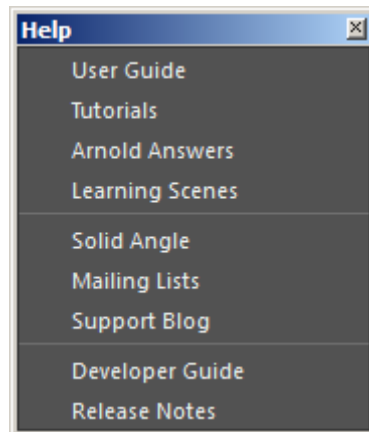 Help
User Guide
Tutorials
Arnold Answers
Learning Scenes
Solid Angle
Mailing Lists
Support Blog
Developer Guide
Release Notes